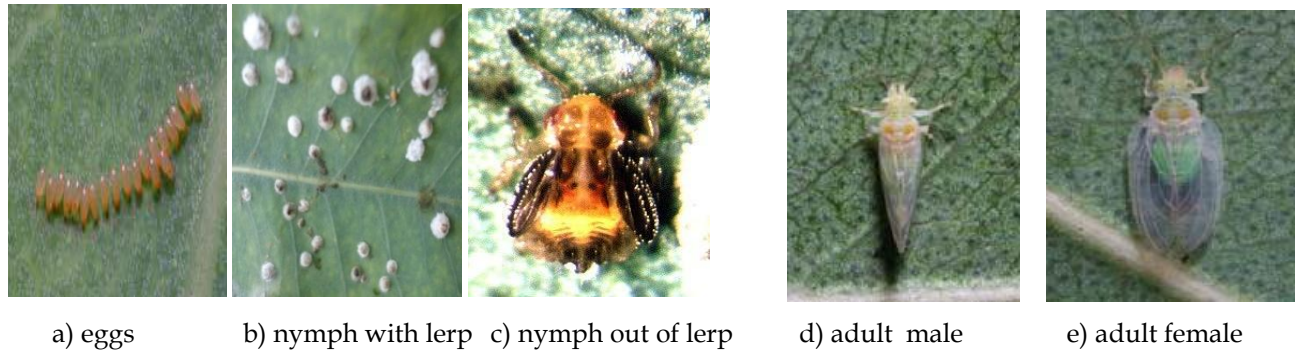 a) eggs b) nymph with lerp c) nymph out of lerp d) adult male e) adult female